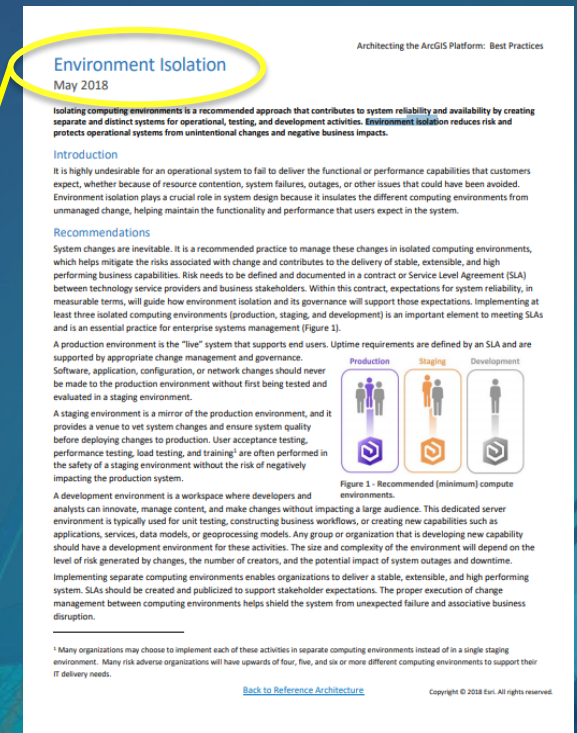 Architecting the ArcGIS Platform: Best Practices
Environment Isolation
May 2018
Isolating computing environments is a recommended approach that contributes to system reliability and availability by creating
separate and distinct systems for operational, testing, and development activities. Environment isolation reduces risk and
protects operational systems from unintentional changes and negative business impacts.
Introduction
It is highly undesirable for an operational system to fail to deliver the functional or performance capabilities that customers
expect, whether because of resource contention, system failures, outages, or other issues that could have been avoided.
Environment isolation plays a crucial role in system design because it insulates the different computing environments from
unmanaged change, helping maintain the functionality and performance that users expect in the system.
Recommendations
System changes are inevitable. It is a recommended practice to manage these changes in isolated computing environments,
which helps mitigate the risks associated with change and contributes to the delivery of stable, extensible, and high
performing business capabilities. Risk needs to be defined and documented in a contract or Service Level Agreement (SLA)
between technology service providers and business stakeholders. Within this contract, expectations for system reliability, in
measurable terms, will guide how environment isolation and its governance will support those expectations. Implementing at
least three isolated computing environments (production, staging, and development) is an important element to meeting SLAs
and is an essential practice for enterprise systems management (Figure 1).
A production environment is the "live" system that supports end users. Uptime requirements are defined by an SLA and are
supported by appropriate change management and governance.
Software, application, configuration, or network changes should never
be made to the production environment without first being tested and
evaluated in a staging environment.
A staging environment is a mirror of the production environment, and it
provides a venue to vet system changes and ensure system quality
before deploying changes to production. User acceptance testing,
performance testing, load testing, and training¹ are often performed in
the safety of a staging environment without the risk of negatively
impacting the production system.
Production Staging Development
Figure 1 - Recommended (minimum) compute
environments.
A development environment is a workspace where developers and
analysts can innovate, manage content, and make changes without impacting a large audience. This dedicated server
environment is typically used for unit testing, constructing business workflows, or creating new capabilities such as
applications, services, data models, or geoprocessing models. Any group or organization that is developing new capability
should have a development environment for these activities. The size and complexity of the environment will depend on the
level of risk generated by changes, the number of creators, and the potential impact of system outages and downtime.
Implementing separate computing environments enables organizations to deliver a stable, extensible, and high performing
system. SLAs should be created and publicized to support stakeholder expectations. The proper execution of change
management between computing environments helps shield the system from unexpected failure and associative business
disruption.
¹ Many organizations may choose to implement each of these activities in separate computing environments instead of in a single staging
environment. Many risk adverse organizations will have upwards of four, five, and six or more different computing environments to support their
IT delivery needs.
Back to Reference Architecture
Copyright © 2018 Esri. All rights reserved.